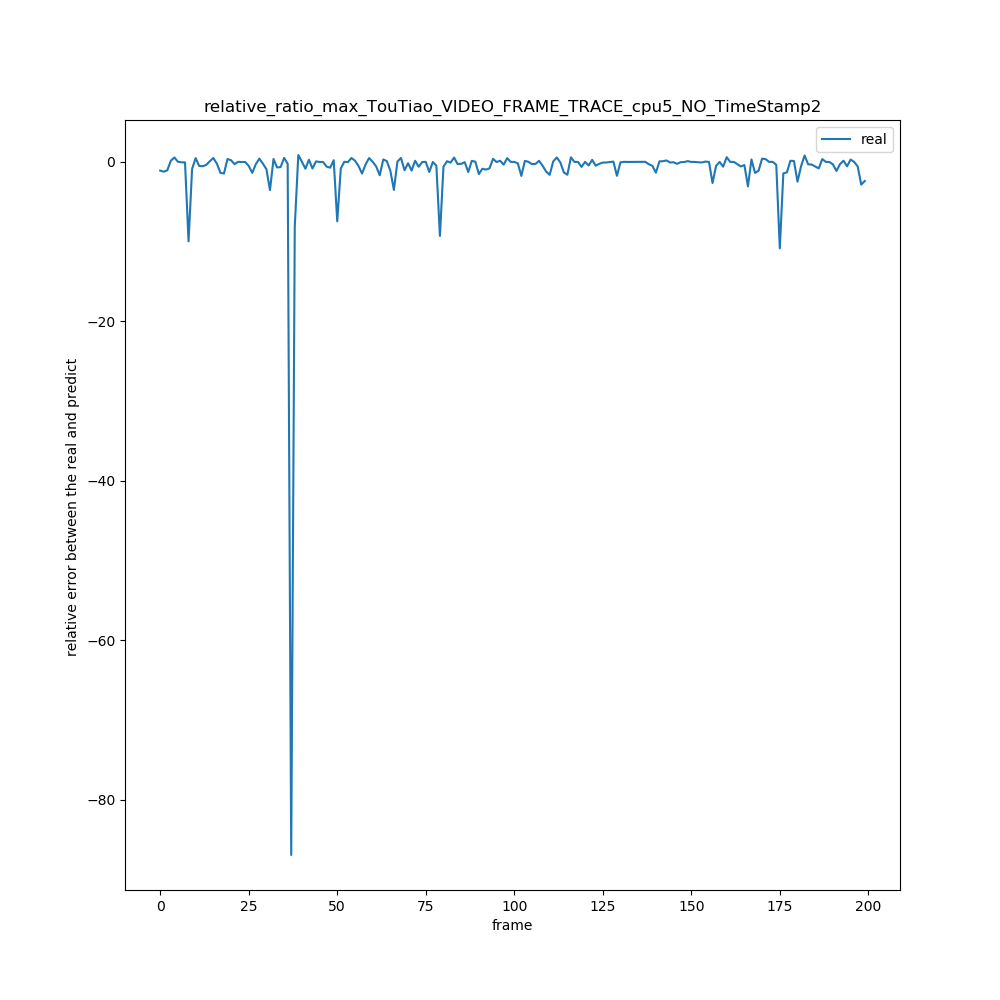 relative_ratio_max_TouTiao_VIDEO_FRAME_TRACE_cpu5_NO_TimeStamp2
real
0
−20
−40
−60
−80
relative error between the real and predict
0 25 50 75 100 125 150 175 200
frame